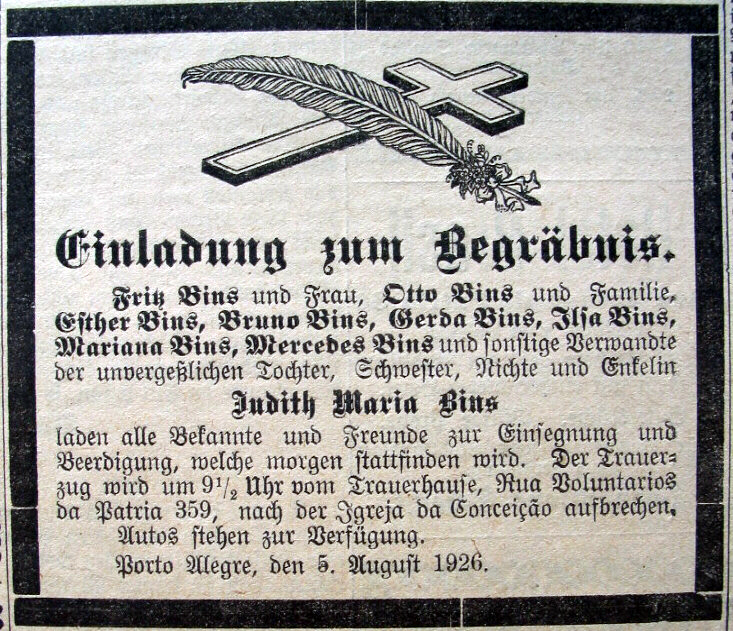 Einladung zum Begräbnis.
Fritz Bins und Frau, Otto Bins und Familie,
Esther Bins, Bruno Bins, Gerda Bins, Ilsa Bins,
Mariana Bins, Mercedes Bins und sonstige Verwandte
der unvergeßlichen Tochter, Schwester, Nichte und Enkelin
Judith Maria Bins
laden alle Bekannte und Freunde zur Einsegnung und
Beerdigung, welche morgen stattfinden wird. Der Trauer-
zug wird um 9½ Uhr vom Trauerhause, Rua Voluntarios
da Patria 359, nach der Igreja da Conceição aufbrechen.
Autos stehen zur Verfügung.
Porto Alegre, den 5. August 1926.